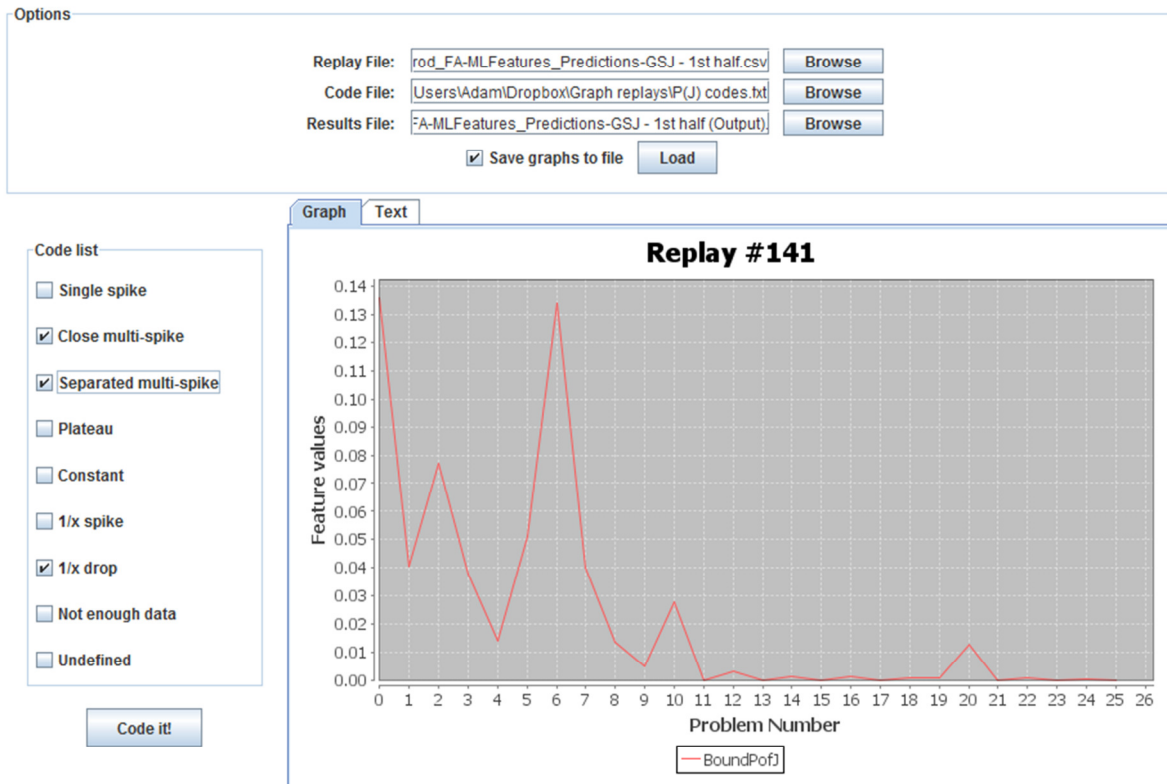 Options
Replay File: rod_FA-MLFeatures_Predictions-GSJ - 1st half.csv Browse
Code File: Users\Adam\Dropbox\Graph replays\P(J) codes.txt Browse
Results File: FA-MLFeatures_Predictions-GSJ - 1st half (Output). Browse
Save graphs to file Load
Graph Text
Code list
Single spike
Close multi-spike
Separated multi-spike
Plateau
Constant
1/x spike
1/x drop
Not enough data
Undefined
Code it!
Replay #141
Feature values
0.14
0.13
0.12
0.11
0.10
0.09
0.08
0.07
0.06
0.05
0.04
0.03
0.02
0.01
0.00
0 1 2 3 4 5 6 7 8 9 10 11 12 13 14 15 16 17 18 19 20 21 22 23 24 25 26
Problem Number
BoundPofJ